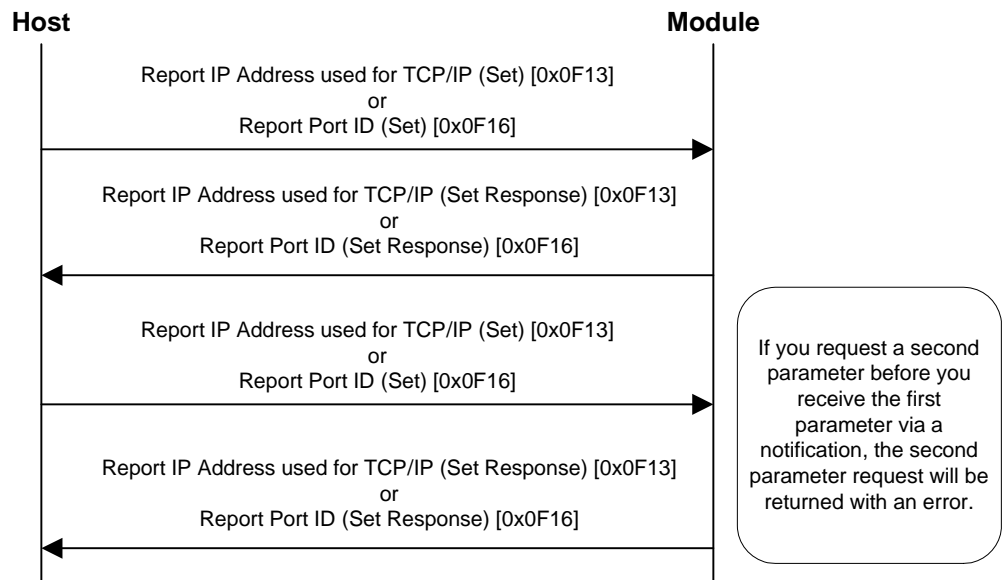 Host
Module
Report IP Address used for TCP/IP (Set) [0x0F13]
or
Report Port ID (Set) [0x0F16]
Report IP Address used for TCP/IP (Set Response) [0x0F13]
or
Report Port ID (Set Response) [0x0F16]
Report IP Address used for TCP/IP (Set) [0x0F13]
or
Report Port ID (Set) [0x0F16]
If you request a second
parameter before you
receive the first
parameter via a
notification, the second
parameter request will be
returned with an error.
Report IP Address used for TCP/IP (Set Response) [0x0F13]
or
Report Port ID (Set Response) [0x0F16]